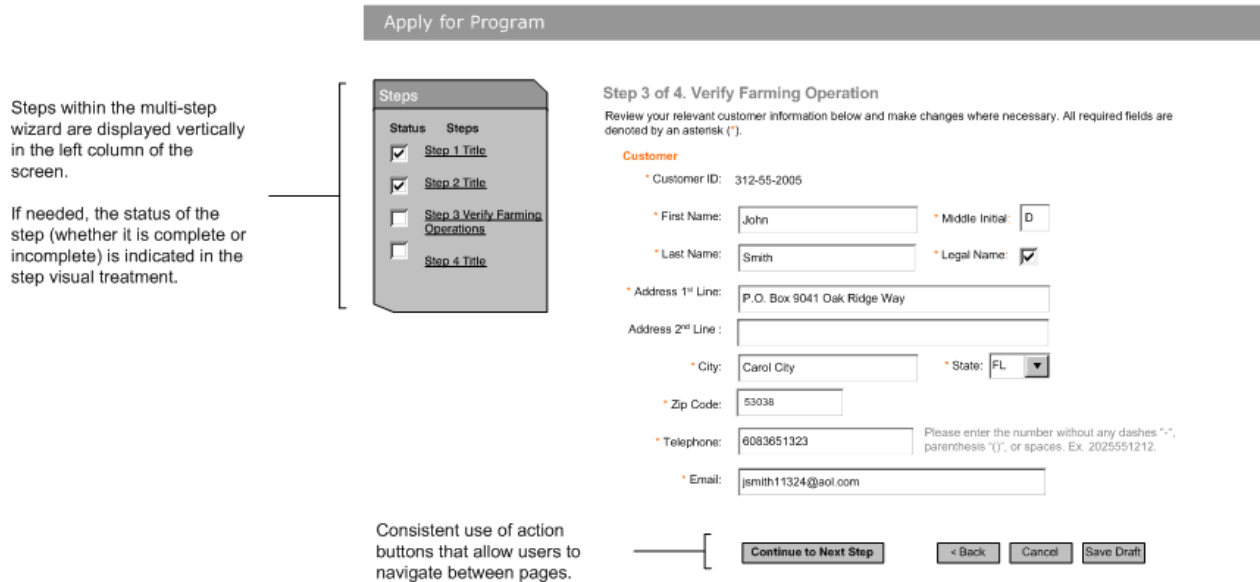 Apply for Program
Steps within the multi-step
wizard are displayed vertically
in the left column of the
screen.
If needed, the status of the
step (whether it is complete or
incomplete) is indicated in the
step visual treatment.
Steps
Status Steps
Step 1 Title
Step 2 Title
Step 3 Verify Farming
Operations
Step 4 Title
Step 3 of 4. Verify Farming Operation
Review your relevant customer information below and make changes where necessary. All required fields are
denoted by an asterisk (*).
Customer
* Customer ID: 312-55-2005
* First Name: John * Middle Initial: D
* Last Name: Smith * Legal Name:
* Address 1st Line: P.O. Box 9041 Oak Ridge Way
Address 2nd Line :
* City: Carol City * State: FL
* Zip Code: 53038
* Telephone: 6083651323 Please enter the number without any dashes "-",
parenthesis "()", or spaces. Ex. 2025551212.
* Email: jsmith11324@aol.com
Consistent use of action
buttons that allow users to
navigate between pages.
Continue to Next Step < Back Cancel Save Draft